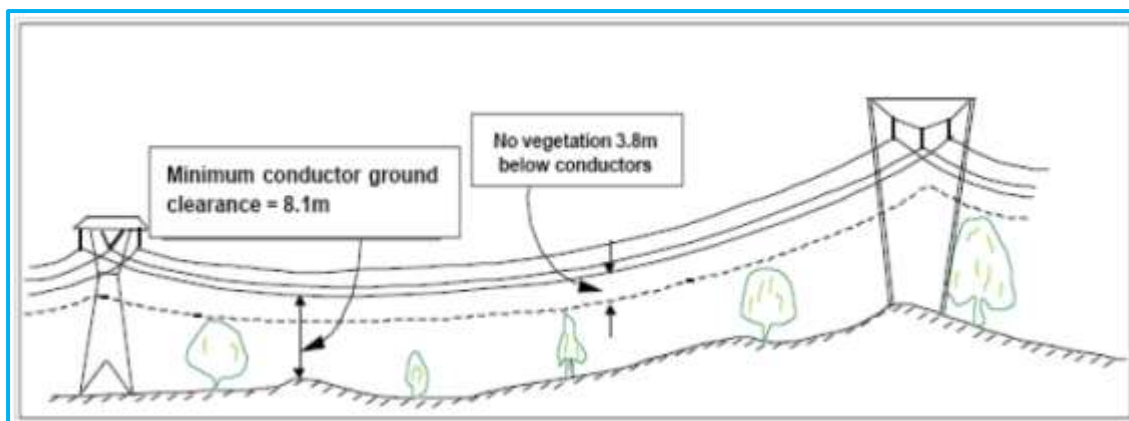 No vegetation 3.8m
below conductors
Minimum conductor ground
clearance = 8.1m